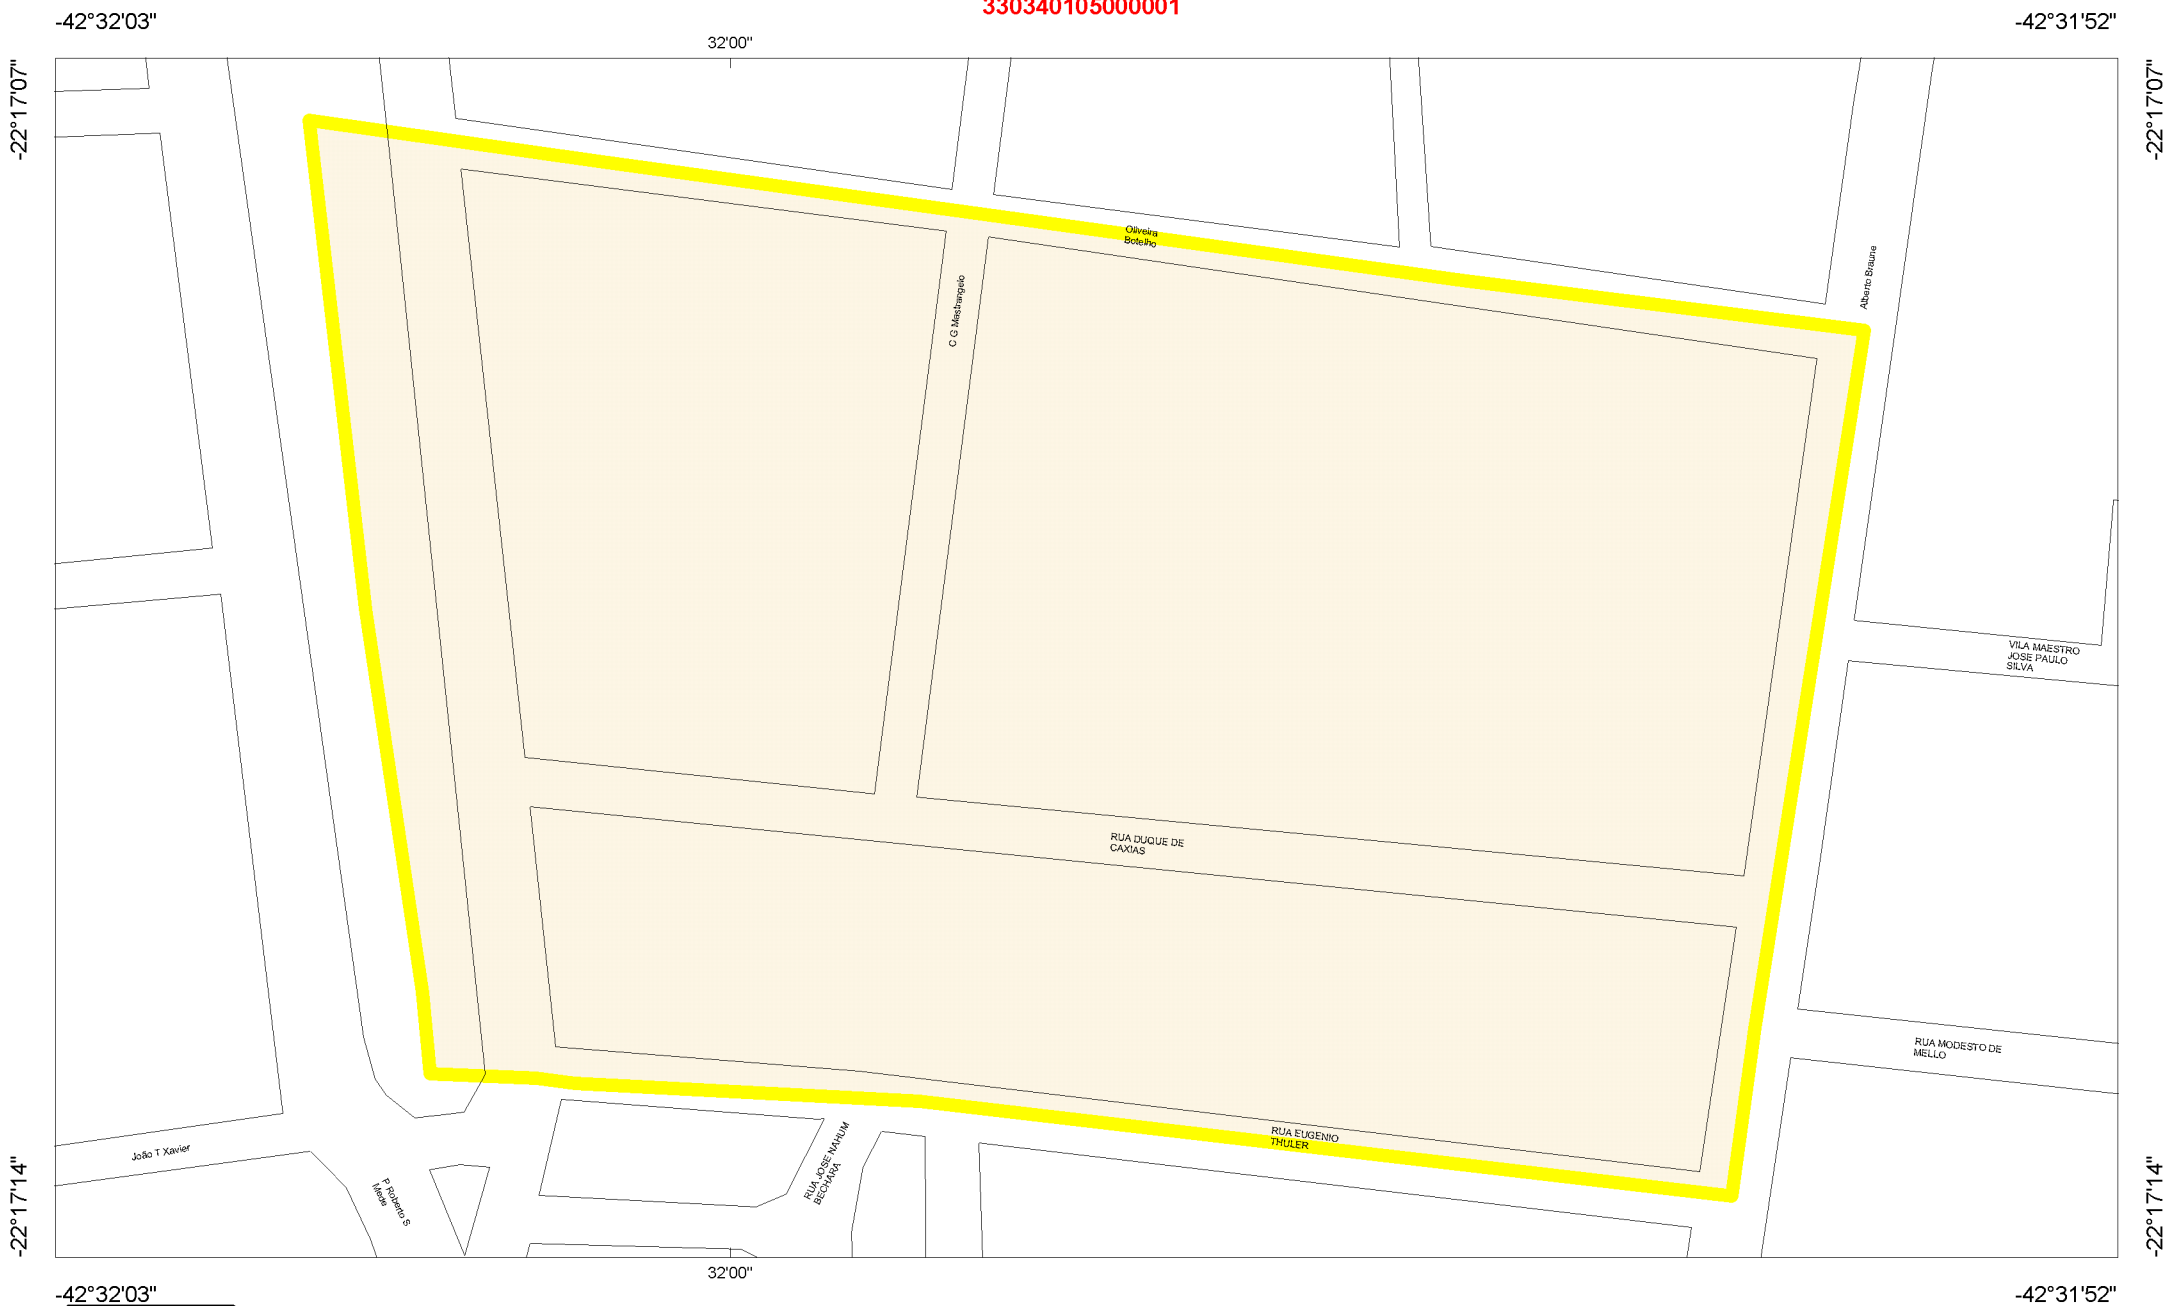 330340105000001
-42°32'03"
-42°31'52"
32'00"
-22°17'07"
-22°17'07"
Oliveira
Botelho
Alberto Braune
C G Mastrangelo
VILA MAESTRO
JOSE PAULO
SILVA
RUA DUQUE DE
CAXIAS
RUA MODESTO DE
MELLO
RUA EUGENIO
THULER
RUA JOSE NAHUM
BECHARA
João T Xavier
P Roberto S
Mede
-22°17'14"
-22°17'14"
32'00"
-42°32'03"
-42°31'52"